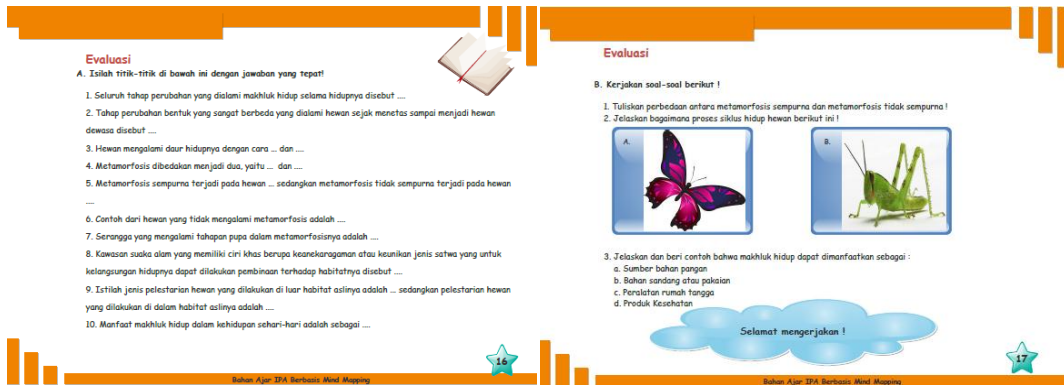 Evaluasi
A. Isilah titik-titik di bawah ini dengan jawaban yang tepat!
1. Seluruh tahap perubahan yang dialami makhluk hidup selama hidupnya disebut ....
2. Tahap perubahan bentuk yang sangat berbeda yang dialami hewan sejak menetas sampai menjadi hewan
dewasa disebut ....
3. Hewan mengalami daur hidupnya dengan cara ... dan ....
4. Metamorfosis dibedakan menjadi dua, yaitu ... dan ....
5. Metamorfosis sempurna terjadi pada hewan ... sedangkan metamorfosis tidak sempurna terjadi pada hewan
....
6. Contoh dari hewan yang tidak mengalami metamorfosis adalah ....
7. Serangga yang mengalami tahapan pupa dalam metamorfosisnya adalah ....
8. Kawasan suaka alam yang memiliki ciri khas berupa keanekaragaman atau keunikan jenis satwa yang untuk
kelangsungan hidupnya dapat dilakukan pembinaan terhadap habitatnya disebut ....
9. Istilah jenis pelestarian hewan yang dilakukan di luar habitat aslinya adalah ... sedangkan pelestarian hewan
yang dilakukan di dalam habitat aslinya adalah ....
10. Manfaat makhluk hidup dalam kehidupan sehari-hari adalah sebagai ....
16
Bahan Ajar IPA Berbasis Mind Mapping
Evaluasi
B. Kerjakan soal-soal berikut !
1. Tuliskan perbedaan antara metamorfosis sempurna dan metamorfosis tidak sempurna !
2. Jelaskan bagaimana proses siklus hidup hewan berikut ini !
A.
B.
3. Jelaskan dan beri contoh bahwa makhluk hidup dapat dimanfaatkan sebagai :
a. Sumber bahan pangan
b. Bahan sandang atau pakaian
c. Peralatan rumah tangga
d. Produk Kesehatan
Selamat mengerjakan !
17
Bahan Ajar IPA Berbasis Mind Mapping